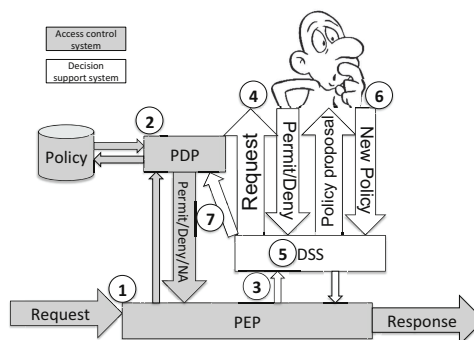 Access control
system
Decision
support system
4
6
2
Policy
PDP
Request
Permit/Deny
Policy proposal
New Policy
Permit/Deny/NA
7
5 DSS
1
3
Request
PEP
Response